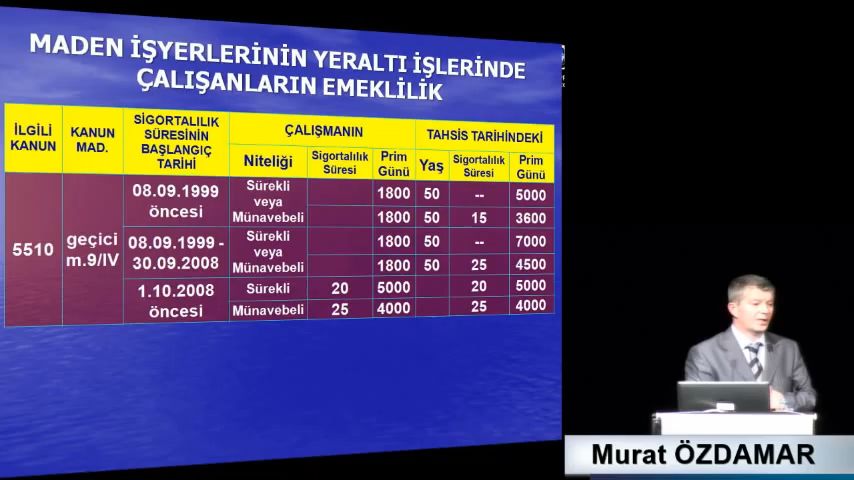 MADEN İŞYERLERİNİN YERALTI İŞLERİNDE
ÇALIŞANLARIN EMEKLİLİK
İLGİLİ KANUN
KANUN MAD.
SİGORTALILIK SÜRESİNİN BAŞLANGIÇ TARİHİ
ÇALIŞMANIN
TAHSİS TARİHİNDEKİ
Niteliği
Sigortalılık Süresi
Prim Günü
Yaş
Sigortalılık Süresi
Prim Günü
5510
geçici m.9/IV
08.09.1999 öncesi
Sürekli veya Münavebeli
1800 50 -- 5000
1800 50 15 3600
08.09.1999 - 30.09.2008
Sürekli veya Münavebeli
1800 50 -- 7000
1800 50 25 4500
1.10.2008 öncesi
Sürekli 20 5000 20 5000
Münavebeli 25 4000 25 4000
Murat ÖZDAMAR